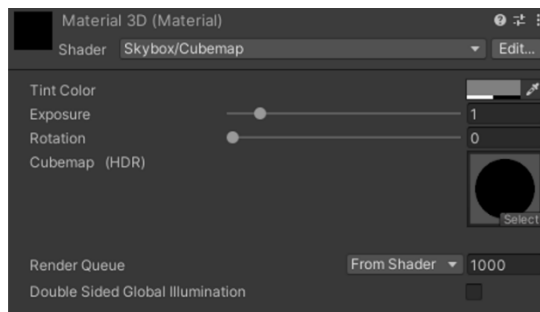 Material 3D (Material)
Shader Skybox/Cubemap Edit...
Tint Color
Exposure 1
Rotation 0
Cubemap (HDR)
Select
Render Queue From Shader 1000
Double Sided Global Illumination